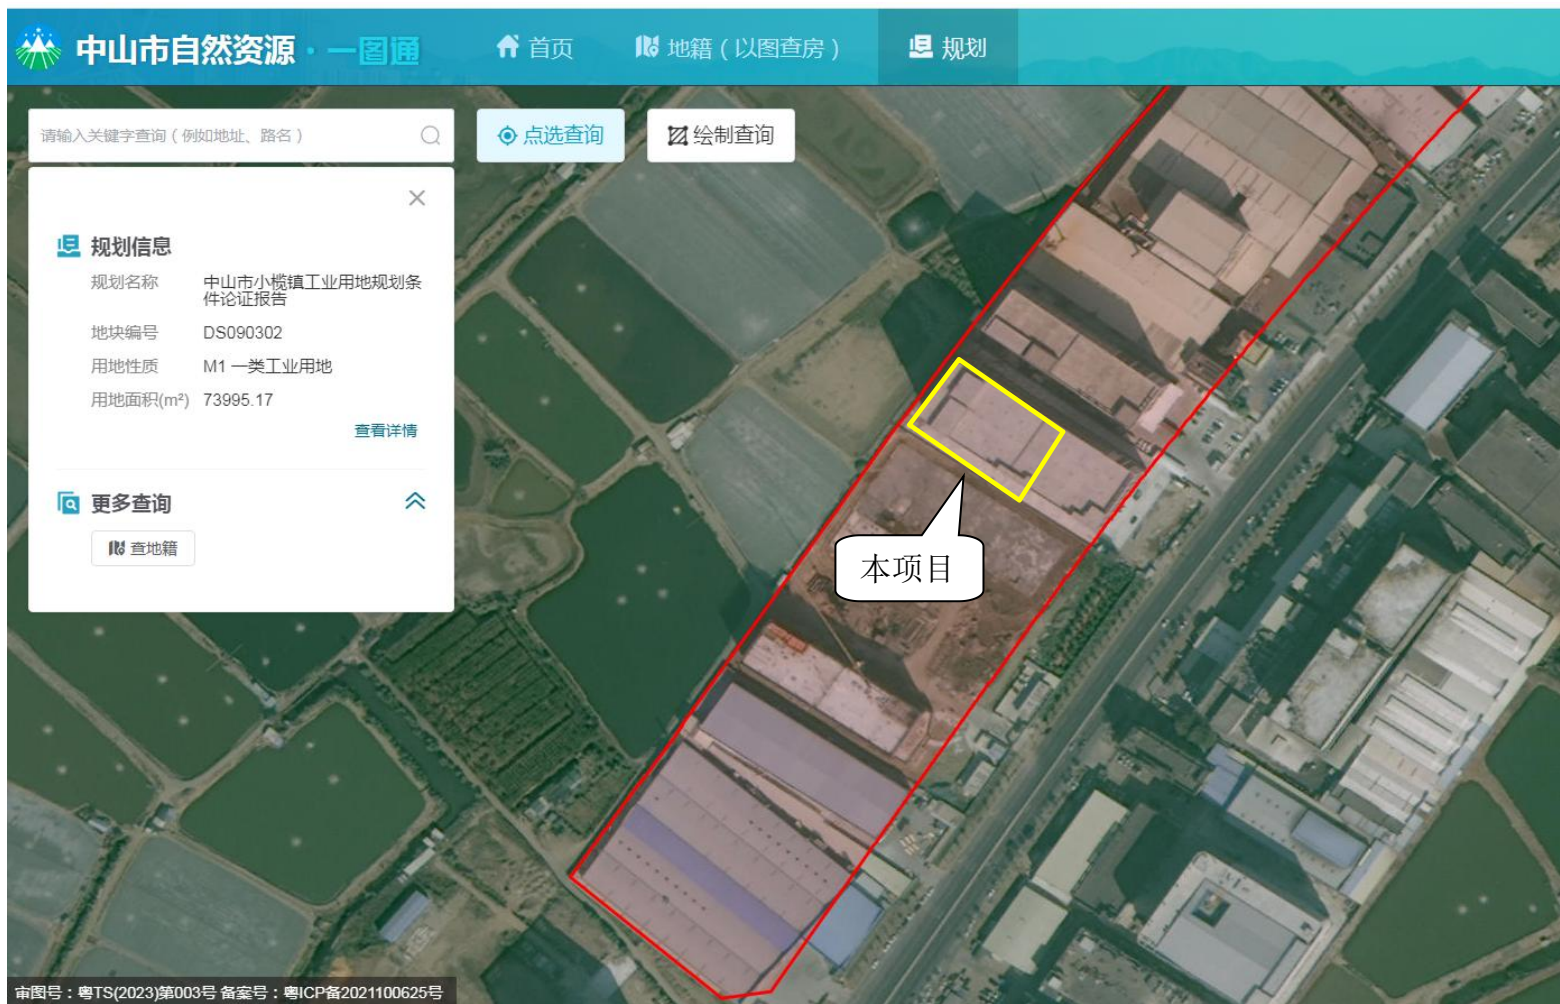 中山市自然资源·一图通
首页
地籍（以图查房）
规划
请输入关键字查询（例如地址、路名）
点选查询
绘制查询
规划信息
规划名称 中山市小榄镇工业用地规划条
件论证报告
地块编号 DS090302
用地性质 M1 一类工业用地
用地面积(m²) 73995.17
查看详情
更多查询
查地籍
本项目
审图号：粤TS(2023)第003号 备案号：粤ICP备2021100625号